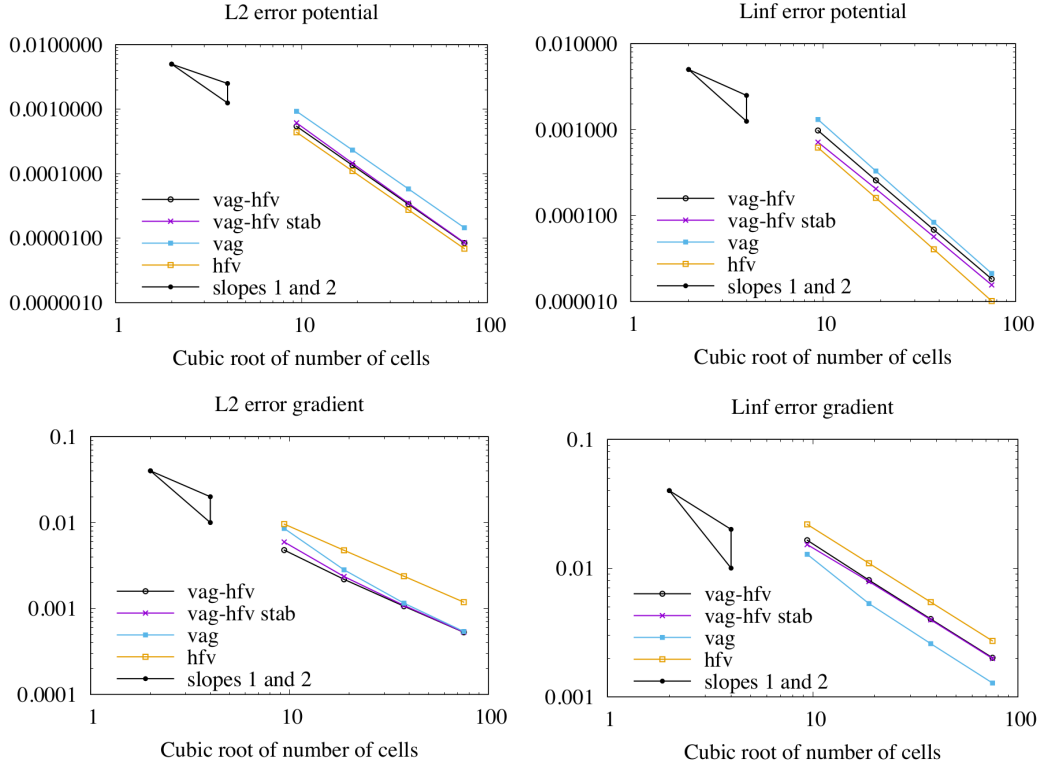 L2 error potential
0.0100000
0.0010000
0.0001000
0.0000100
0.0000010
vag-hfv
vag-hfv stab
vag
hfv
slopes 1 and 2
1
10
100
Cubic root of number of cells
Linf error potential
0.010000
0.001000
0.000100
0.000010
vag-hfv
vag-hfv stab
vag
hfv
slopes 1 and 2
1
10
100
Cubic root of number of cells
L2 error gradient
0.1
0.01
0.001
0.0001
vag-hfv
vag-hfv stab
vag
hfv
slopes 1 and 2
1
10
100
Cubic root of number of cells
Linf error gradient
0.1
0.01
0.001
vag-hfv
vag-hfv stab
vag
hfv
slopes 1 and 2
1
10
100
Cubic root of number of cells